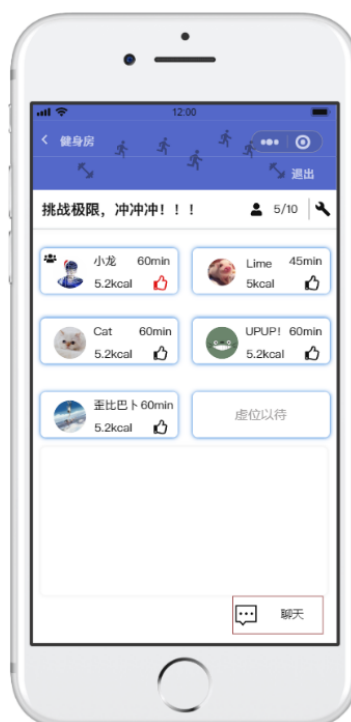 12:00
健身房
退出
挑战极限，冲冲冲！！！ 5/10
小龙 60min
5.2kcal
Lime 45min
5kcal
Cat 60min
5.2kcal
UPUP! 60min
5.2kcal
歪比巴卜 60min
5.2kcal
虚位以待
聊天